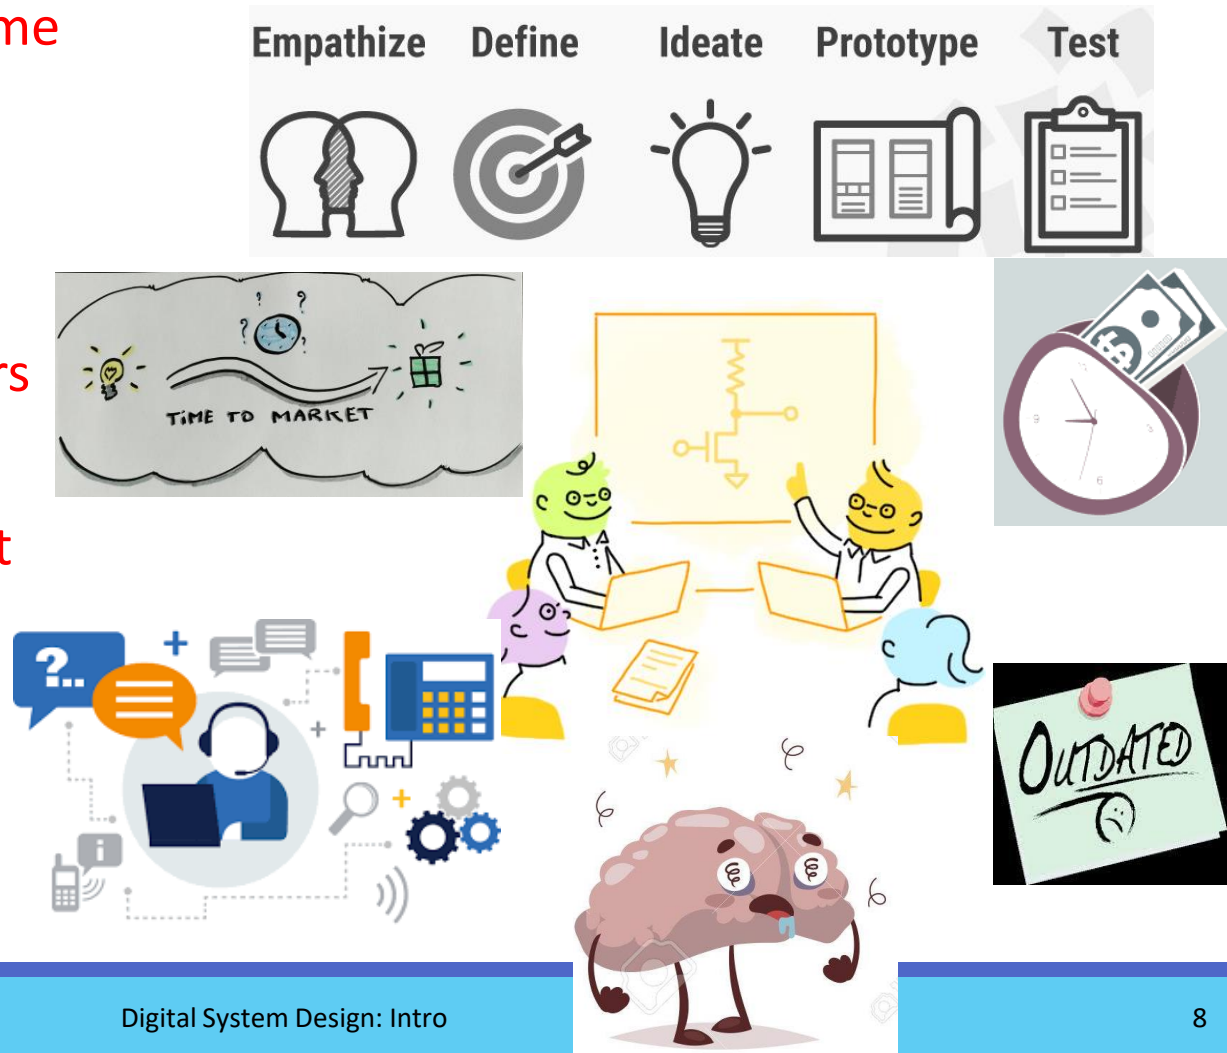 me
Empathize Define Ideate Prototype Test
TIME TO MARKET
rs
t
?..
i
$
OUTDATED
Digital System Design: Intro
8